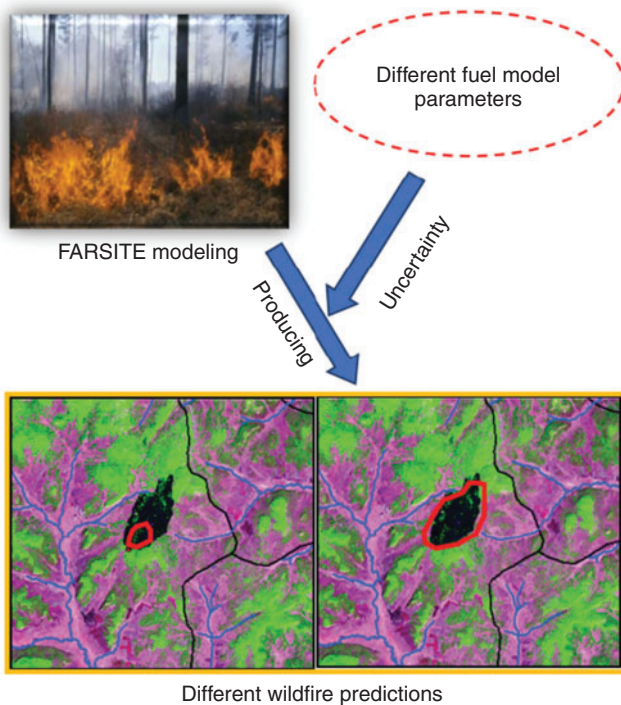 Different fuel model
parameters
FARSITE modeling
Uncertainty
Producing
Different wildfire predictions